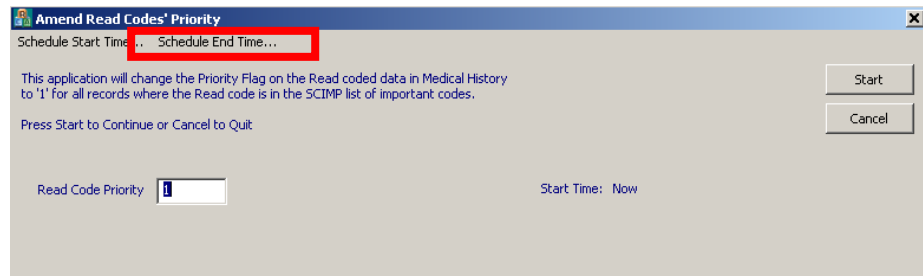 Amend Read Codes' Priority
Schedule Start Time... Schedule End Time...
This application will change the Priority Flag on the Read coded data in Medical History
to '1' for all records where the Read code is in the SCIMP list of important codes.
Start
Press Start to Continue or Cancel to Quit
Cancel
Read Code Priority 1
Start Time: Now